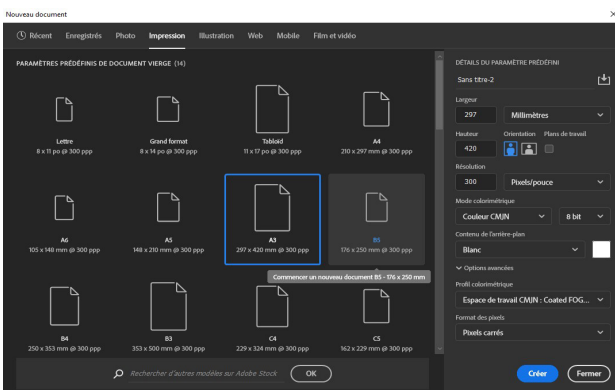 Nouveau document
Récent Enregistrés Photo Impression Illustration Web Mobile Film et vidéo
PARAMÈTRES PRÉDÉFINIS DE DOCUMENT VIERGE (14)
Lettre
8 x 11 po @ 300 ppp
Grand format
8 x 14 po @ 300 ppp
Tabloïd
11 x 17 po @ 300 ppp
A4
210 x 297 mm @ 300 ppp
A6
105 x 148 mm @ 300 ppp
A5
148 x 210 mm @ 300 ppp
A3
297 x 420 mm @ 300 ppp
B5
176 x 250 mm @ 300 ppp
Commencer un nouveau document B5 - 176 x 250 mm
B4
250 x 353 mm @ 300 ppp
B3
353 x 500 mm @ 300 ppp
C4
229 x 324 mm @ 300 ppp
C5
162 x 229 mm @ 300 ppp
Rechercher d'autres modèles sur Adobe Stock OK
DÉTAILS DU PARAMÈTRE PRÉDÉFINI
Sans titre-2
Largeur
297 Millimètres
Hauteur Orientation Plans de travail
420
Résolution
300 Pixels/pouce
Mode colorimétrique
Couleur CMJN 8 bit
Contenu de l'arrière-plan
Blanc
Options avancées
Profil colorimétrique
Espace de travail CMJN : Coated FOG...
Format des pixels
Pixels carrés
Créer Fermer